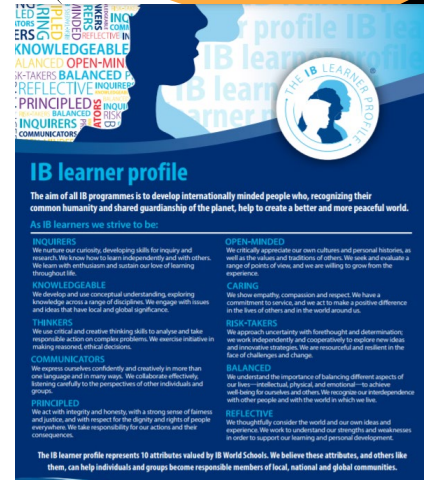 LED
TORS
ERS
KNOWLEDGEABLE
BALANCED OPEN-MIN
SK-TAKERS BALANCED P
REFLECTIVE INQUIRER
PRINCIPLED
BALANCED
INQUIRERS
COMMUNICATORS
IPLED
MINDED
KERS
REFLECTIVE IN
ATORS
INQUI
RISK
r profile IB le
THE IB LEARNER PROFILE
IB learner profile
The aim of all IB programmes is to develop internationally minded people who, recognizing their
common humanity and shared guardianship of the planet, help to create a better and more peaceful world.
As IB learners we strive to be:
INQUIRERS
We nurture our curiosity, developing skills for inquiry and
research. We know how to learn independently and with others.
We learn with enthusiasm and sustain our love of learning
throughout life.
KNOWLEDGEABLE
We develop and use conceptual understanding, exploring
knowledge across a range of disciplines. We engage with issues
and ideas that have local and global significance.
THINKERS
We use critical and creative thinking skills to analyse and take
responsible action on complex problems. We exercise initiative in
making reasoned, ethical decisions.
COMMUNICATORS
We express ourselves confidently and creatively in more than
one language and in many ways. We collaborate effectively,
listening carefully to the perspectives of other individuals and
groups.
PRINCIPLED
We act with integrity and honesty, with a strong sense of fairness
and justice, and with respect for the dignity and rights of people
everywhere. We take responsibility for our actions and their
consequences.
OPEN-MINDED
We critically appreciate our own cultures and personal histories, as
well as the values and traditions of others. We seek and evaluate a
range of points of view, and we are willing to grow from the
experience.
CARING
We show empathy, compassion and respect. We have a
commitment to service, and we act to make a positive difference
in the lives of others and in the world around us.
RISK-TAKERS
We approach uncertainty with forethought and determination;
we work independently and cooperatively to explore new ideas
and innovative strategies. We are resourceful and resilient in the
face of challenges and change.
BALANCED
We understand the importance of balancing different aspects of
our lives—intellectual, physical, and emotional—to achieve
well-being for ourselves and others. We recognize our interdependence
with other people and with the world in which we live.
REFLECTIVE
We thoughtfully consider the world and our own ideas and
experience. We work to understand our strengths and weaknesses
in order to support our learning and personal development.
The IB learner profile represents 10 attributes valued by IB World Schools. We believe these attributes, and others like
them, can help individuals and groups become responsible members of local, national and global communities.